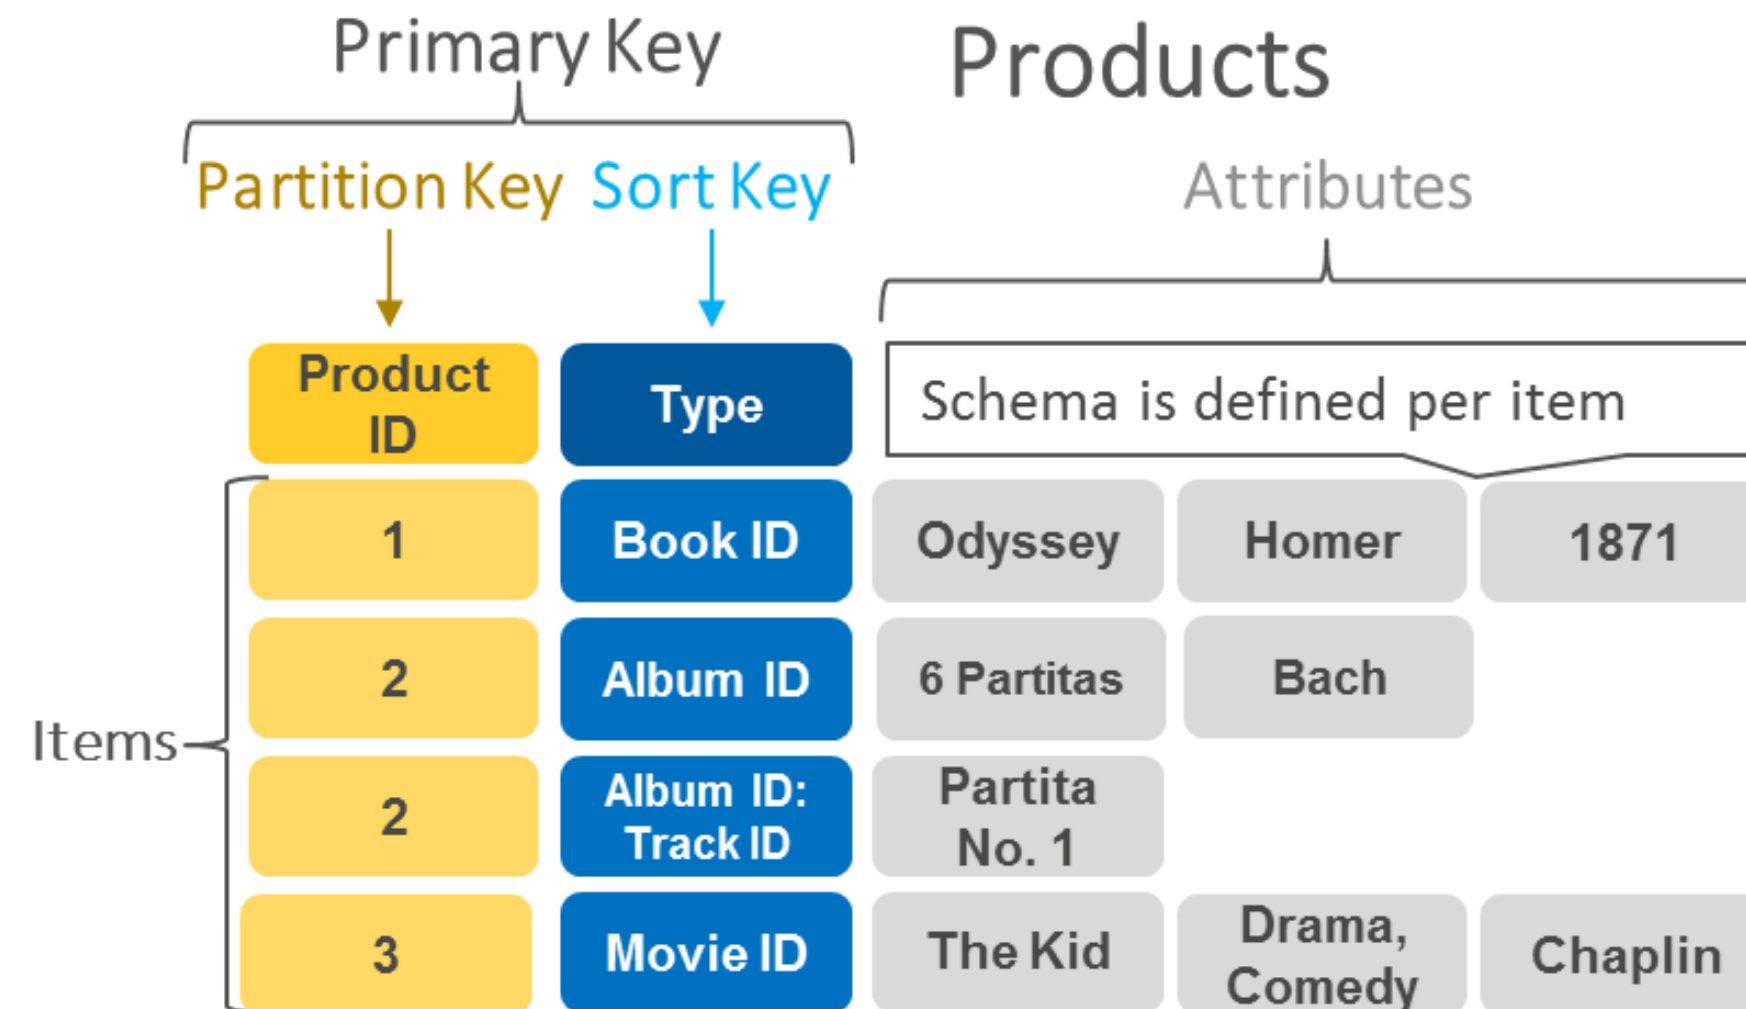 Primary Key
Products
Partition Key
Sort Key
Attributes
Product
ID
Type
Schema is defined per item
Items
1
Book ID
Odyssey
Homer
1871
2
Album ID
6 Partitas
Bach
2
Album ID:
Track ID
Partita
No. 1
3
Movie ID
The Kid
Drama,
Comedy
Chaplin